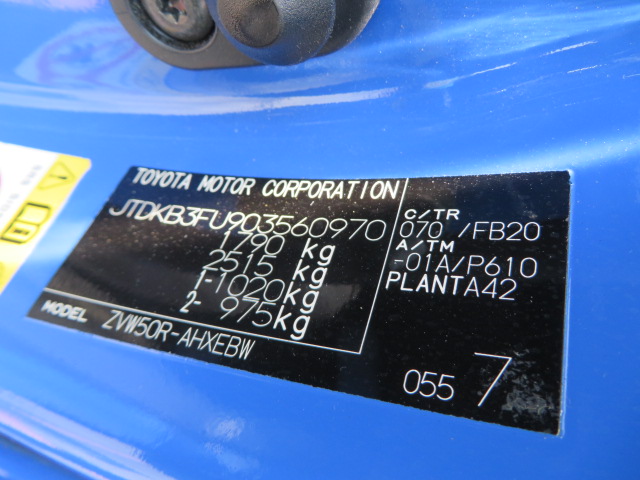 TOYOTA MOTOR CORPORATION
JTDKB3FU903560970
1790 kg
2515 kg
1-1020kg
2- 975kg
MODEL ZVW50R-AHXEBW
C/TR
070 /FB20
A/TM
-01A/P610
PLANTA42
055 7